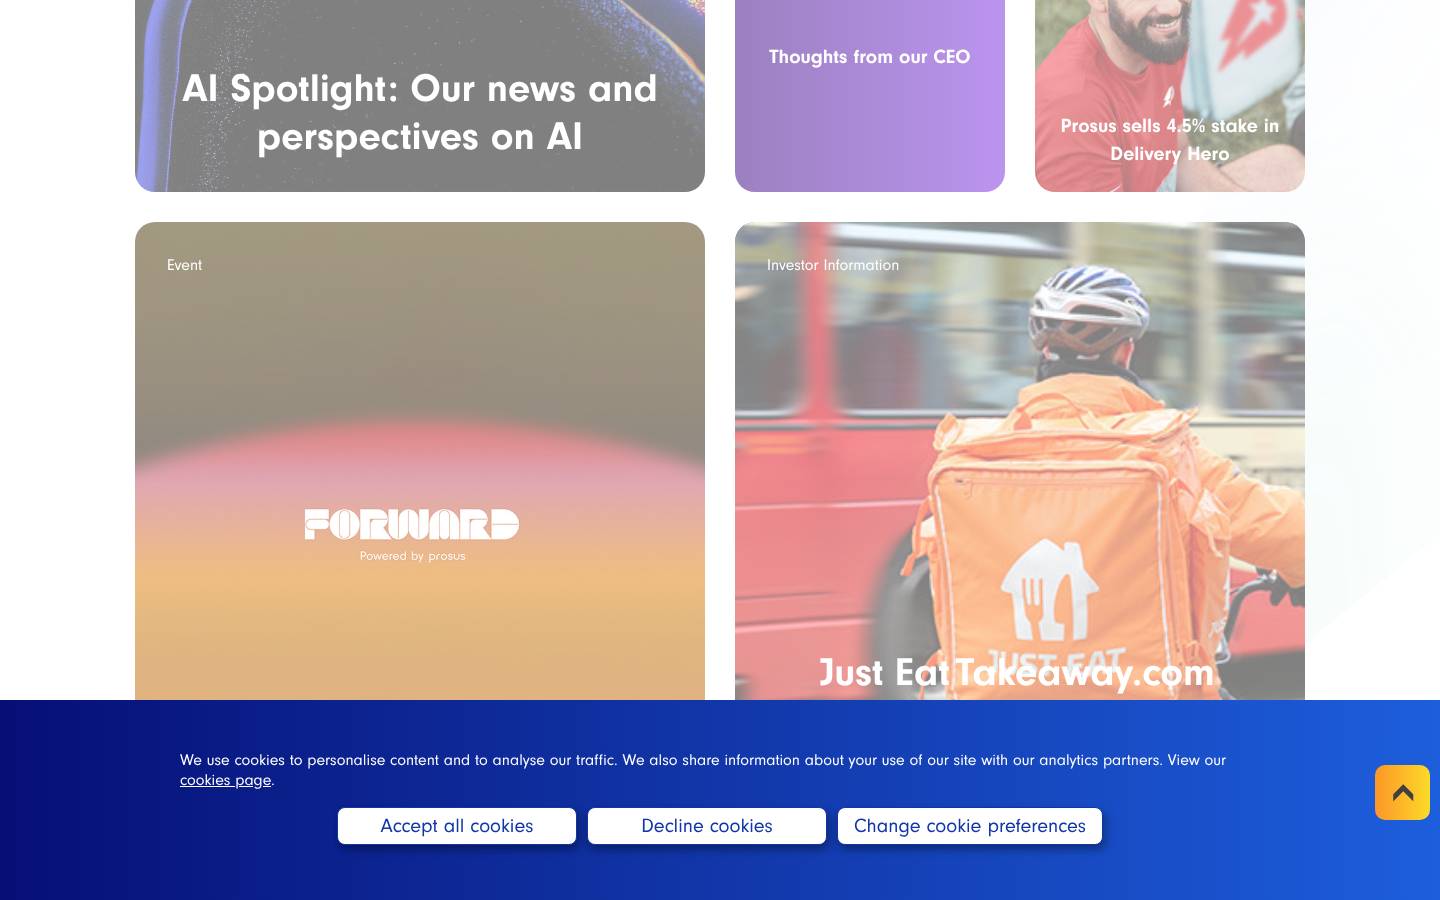 AI Spotlight: Our news and
perspectives on AI
Thoughts from our CEO
Prosus sells 4.5% stake in
Delivery Hero
Event
FORWARD
Powered by prosus
Investor Information
JUST EAT
Just Eat Takeaway.com
We use cookies to personalise content and to analyse our traffic. We also share information about your use of our site with our analytics partners. View our
cookies page.
Accept all cookies
Decline cookies
Change cookie preferences